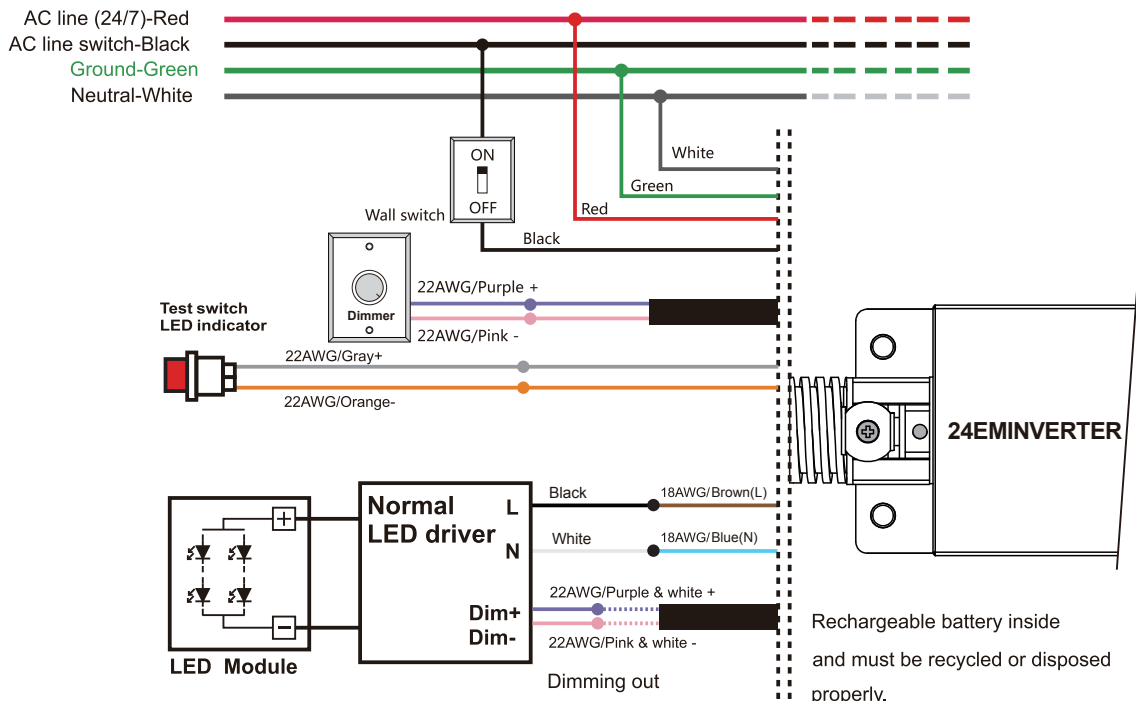 AC line (24/7)-Red
AC line switch-Black
Ground-Green
Neutral-White
White
Green
Red
Black
ON
OFF
Wall switch
Dimmer
22AWG/Purple +
22AWG/Pink -
Test switch
LED indicator
22AWG/Gray+
22AWG/Orange-
24EMINVERTER
Normal
LED driver
L
N
Dim+
Dim-
Black
18AWG/Brown(L)
White
18AWG/Blue(N)
22AWG/Purple & white +
22AWG/Pink & white -
Dimming out
+
−
LED Module
Rechargeable battery inside
and must be recycled or disposed
properly.